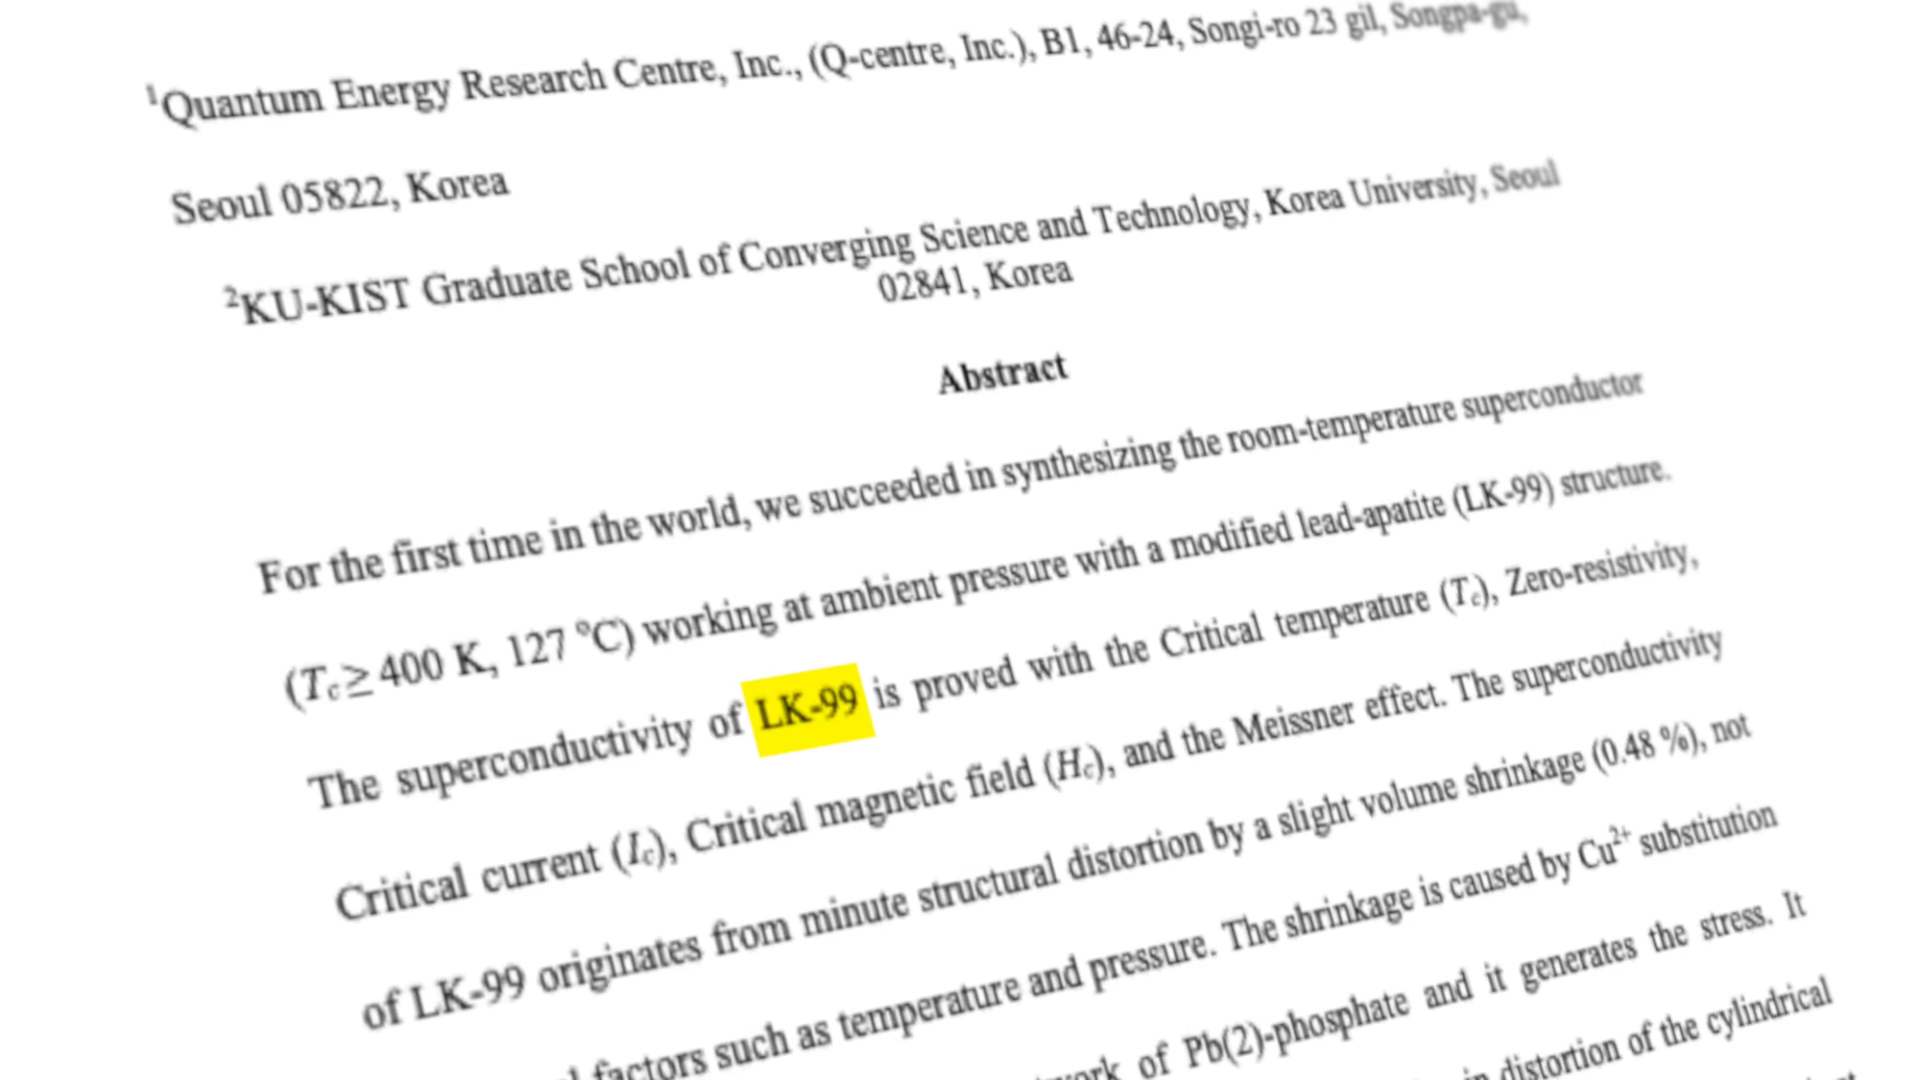 ¹Quantum Energy Research Centre, Inc., (Q-centre, Inc.), B1, 46-24, Songi-ro 23 gil, Songpa-gu,
Seoul 05822, Korea
²KU-KIST Graduate School of Converging Science and Technology, Korea University, Seoul
02841, Korea
Abstract
For the first time in the world, we succeeded in synthesizing the room-temperature superconductor
(Tc ≥ 400 K, 127 °C) working at ambient pressure with a modified lead-apatite (LK-99) structure.
The superconductivity of LK-99 is proved with the Critical temperature (Tc), Zero-resistivity,
Critical current (Ic), Critical magnetic field (Hc), and the Meissner effect. The superconductivity
of LK-99 originates from minute structural distortion by a slight volume shrinkage (0.48 %), not
factors such as temperature and pressure. The shrinkage is caused by Cu²⁺ substitution
of Pb(2)-phosphate and it generates the stress. It
in distortion of the cylindrical